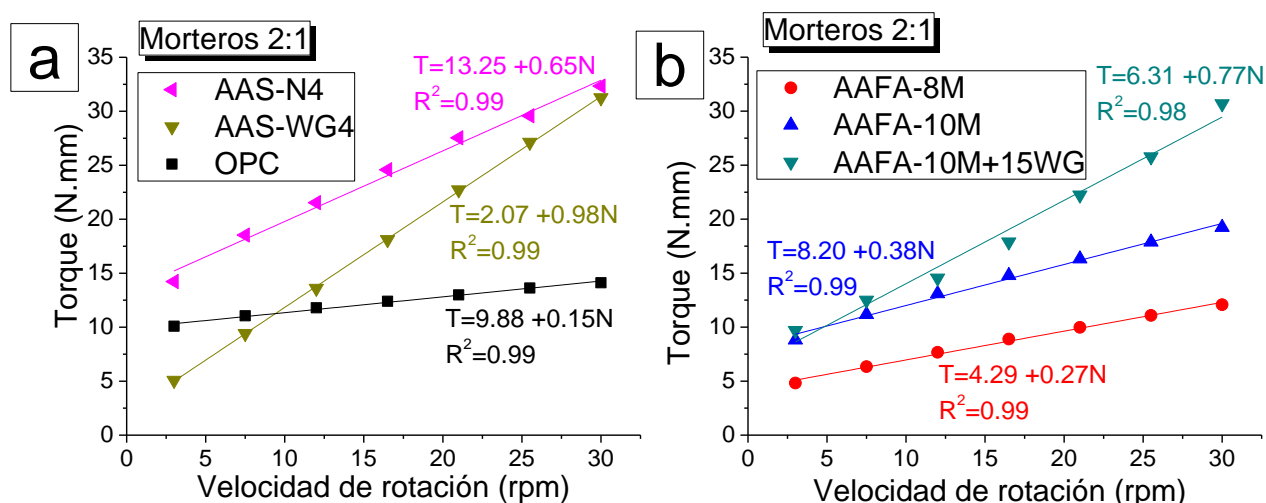 a
Morteros 2:1
AAS-N4
AAS-WG4
OPC
T=13.25 +0.65N
R²=0.99
T=2.07 +0.98N
R²=0.99
T=9.88 +0.15N
R²=0.99
Torque (N.mm)
35
30
25
20
15
10
5
0
0 5 10 15 20 25 30
Velocidad de rotación (rpm)
b
Morteros 2:1
AAFA-8M
AAFA-10M
AAFA-10M+15WG
T=6.31 +0.77N
R²=0.98
T=8.20 +0.38N
R²=0.99
T=4.29 +0.27N
R²=0.99
Torque (N.mm)
35
30
25
20
15
10
5
0
0 5 10 15 20 25 30
Velocidad de rotación (rpm)